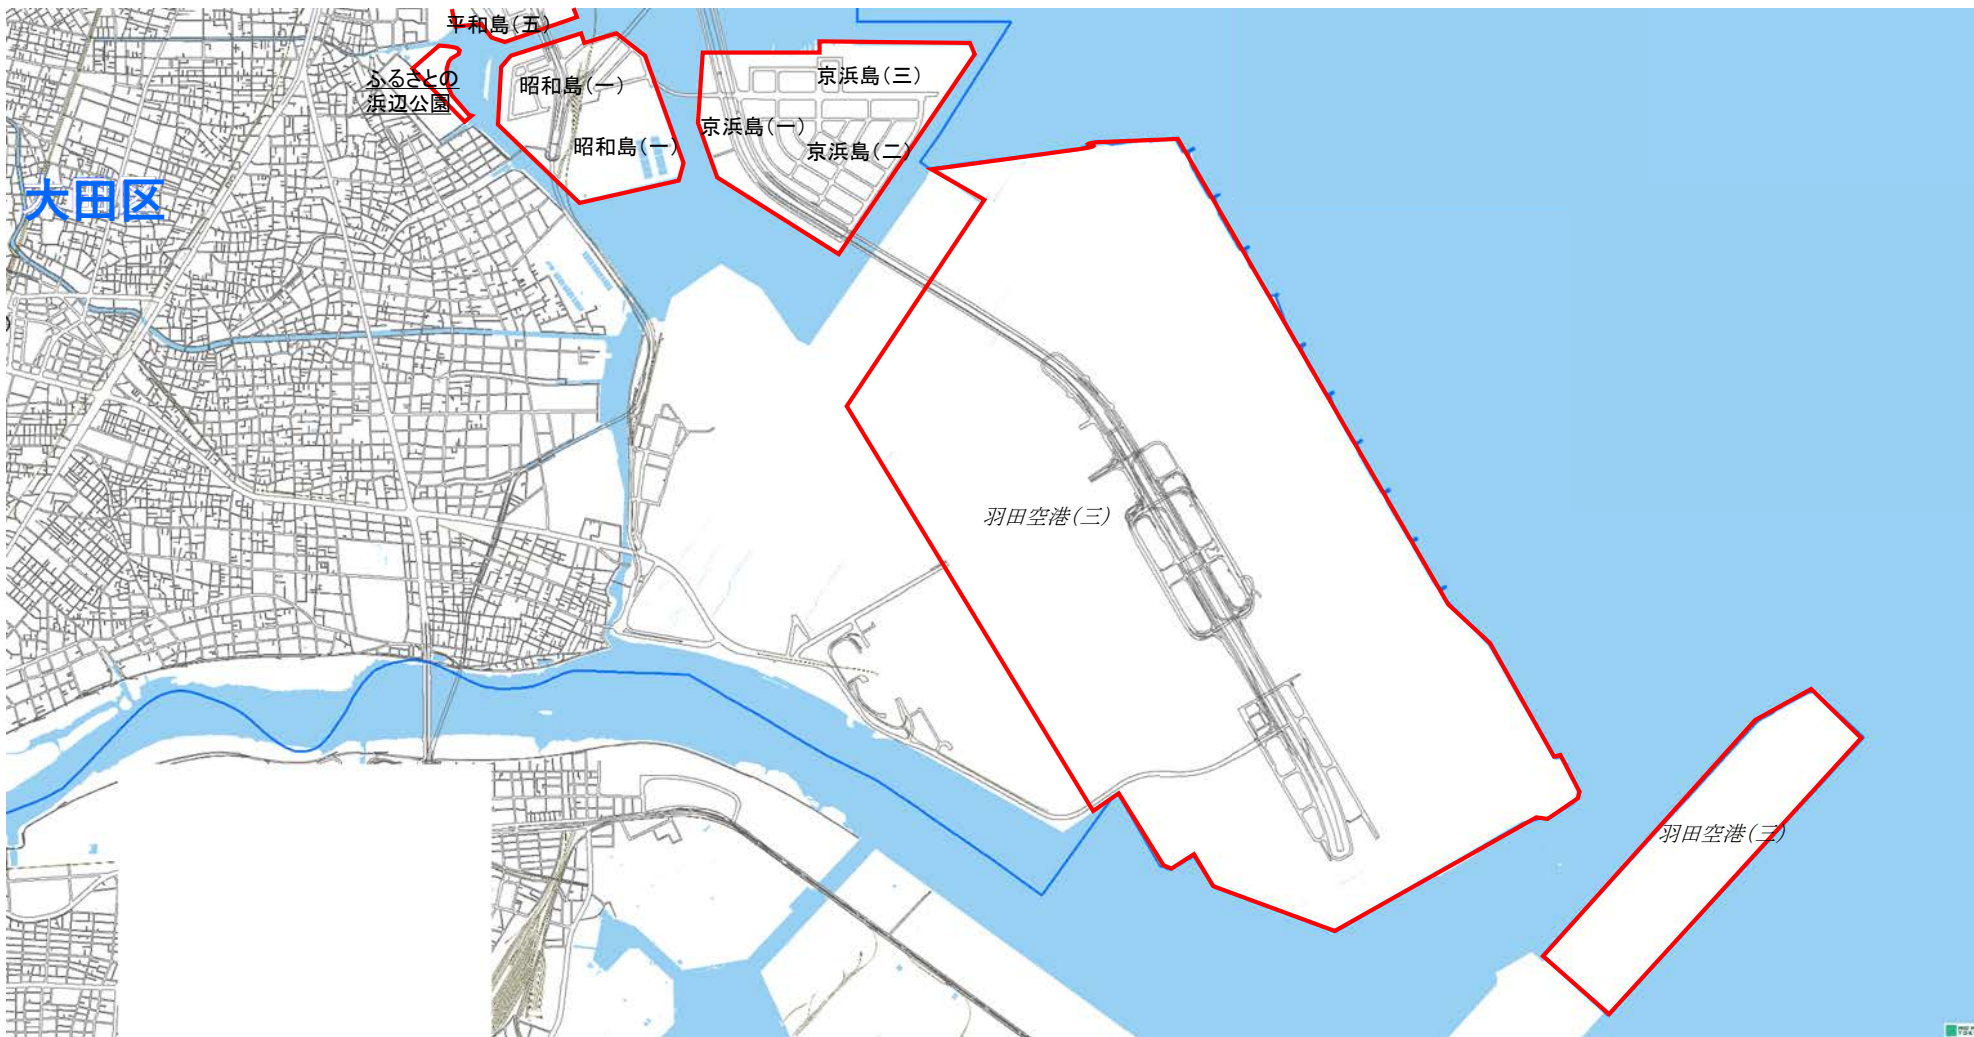 平和島(五)
ふるさとの
浜辺公園
昭和島(一)
昭和島(一)
京浜島(三)
京浜島(一)
京浜島(二)
大田区
羽田空港(三)
羽田空港(三)